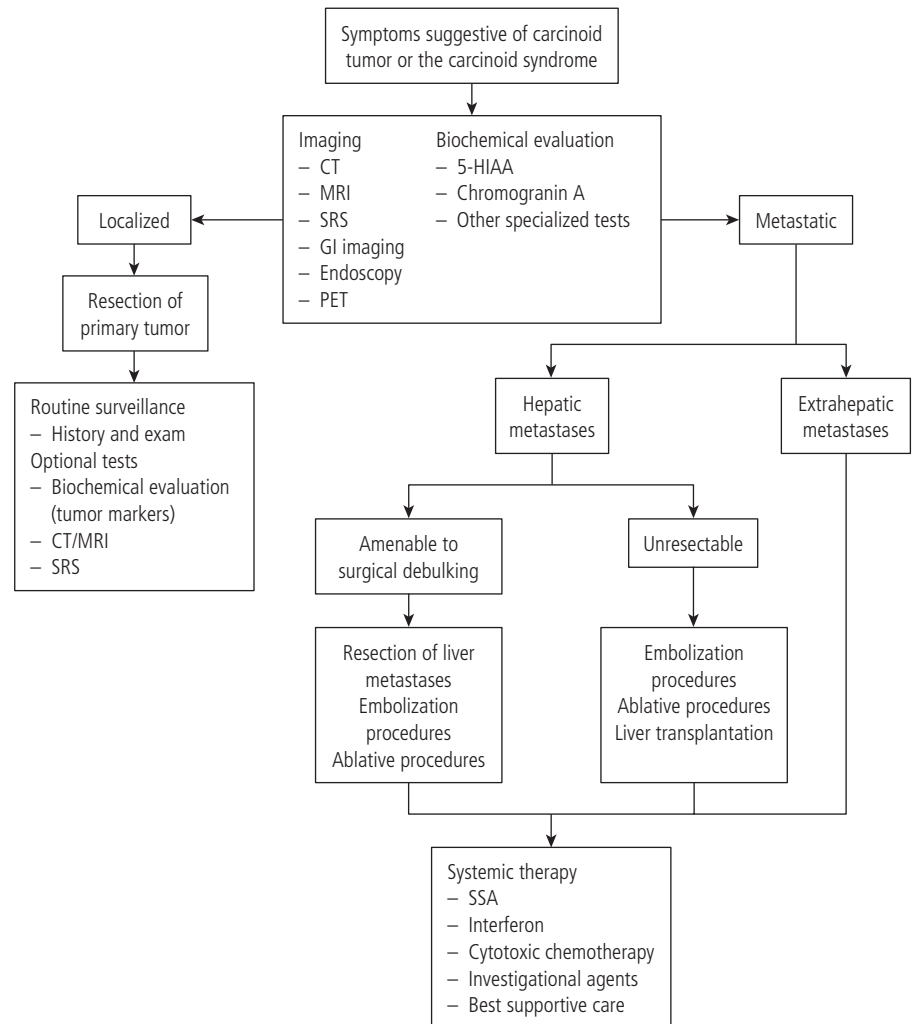 Symptoms suggestive of carcinoid
tumor or the carcinoid syndrome
Imaging
– CT
– MRI
– SRS
– GI imaging
– Endoscopy
– PET
Biochemical evaluation
– 5-HIAA
– Chromogranin A
– Other specialized tests
Localized
Metastatic
Resection of
primary tumor
Routine surveillance
– History and exam
Optional tests
– Biochemical evaluation
(tumor markers)
– CT/MRI
– SRS
Hepatic
metastases
Extrahepatic
metastases
Amenable to
surgical debulking
Unresectable
Resection of liver
metastases
Embolization
procedures
Ablative procedures
Embolization
procedures
Ablative procedures
Liver transplantation
Systemic therapy
– SSA
– Interferon
– Cytotoxic chemotherapy
– Investigational agents
– Best supportive care